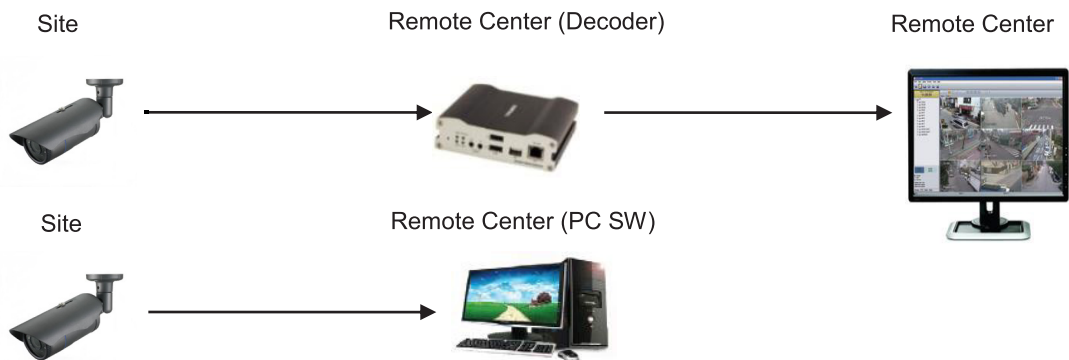 Site
Remote Center (Decoder)
Remote Center
Site
Remote Center (PC SW)